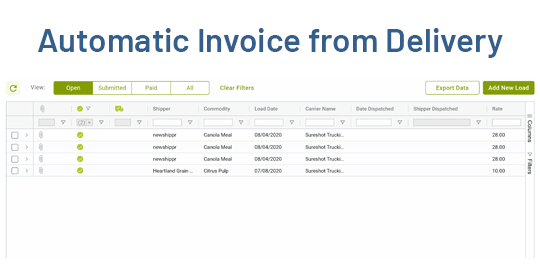 Automatic Invoice from Delivery
View: Open Submitted Paid All Clear Filters Export Data Add New Load
Shipper Commodity Load Date Carrier Name Date Dispatched Shipper Dispatched Rate
newshippr Canola Meal 08/04/2020 Sureshot Trucki... 28.00
newshippr Canola Meal 08/04/2020 Sureshot Trucki... 28.00
newshippr Canola Meal 08/04/2020 Sureshot Trucki... 28.00
Heartland Grain ... Citrus Pulp 07/08/2020 Sureshot Trucki... 10.00
Columns
Filters